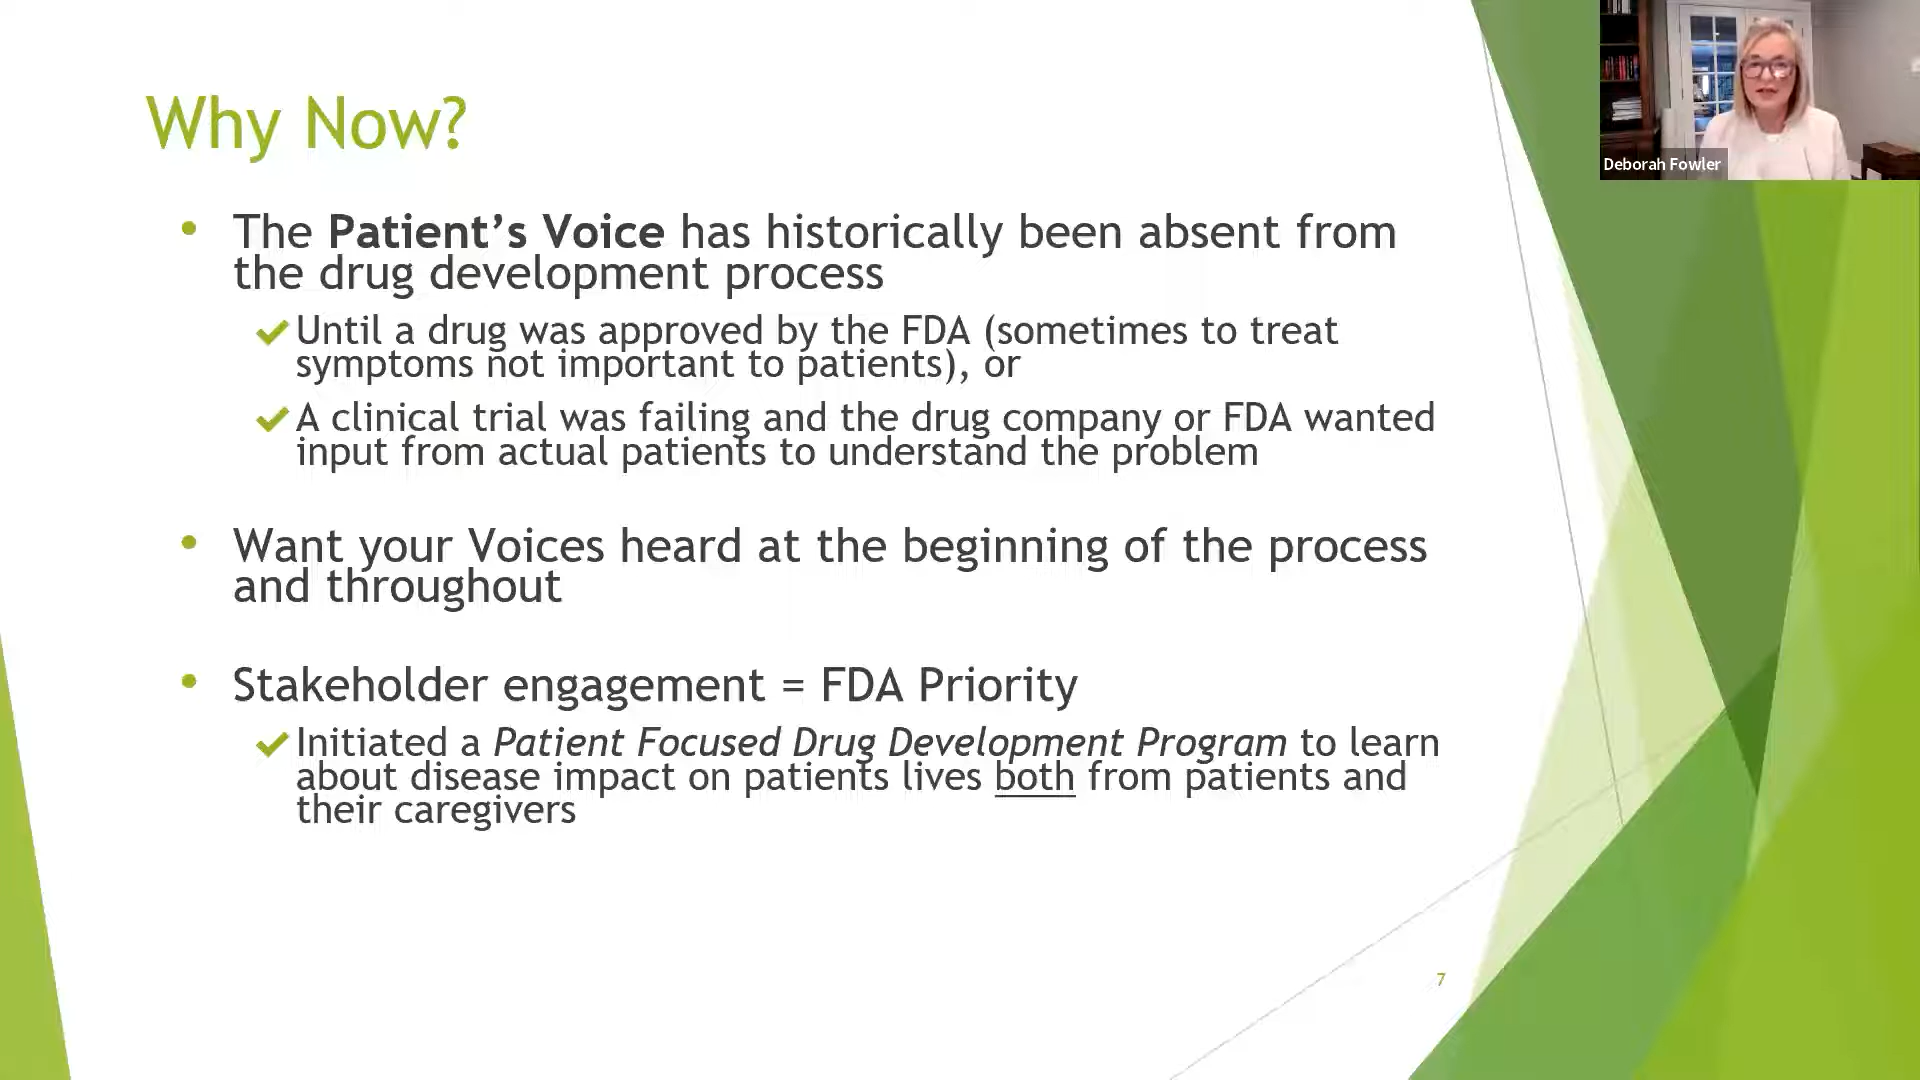 Why Now?
Deborah Fowler
• The Patient’s Voice has historically been absent from
the drug development process
✔Until a drug was approved by the FDA (sometimes to treat
symptoms not important to patients), or
✔A clinical trial was failing and the drug company or FDA wanted
input from actual patients to understand the problem
• Want your Voices heard at the beginning of the process
and throughout
• Stakeholder engagement = FDA Priority
✔Initiated a Patient Focused Drug Development Program to learn
about disease impact on patients lives both from patients and
their caregivers
7